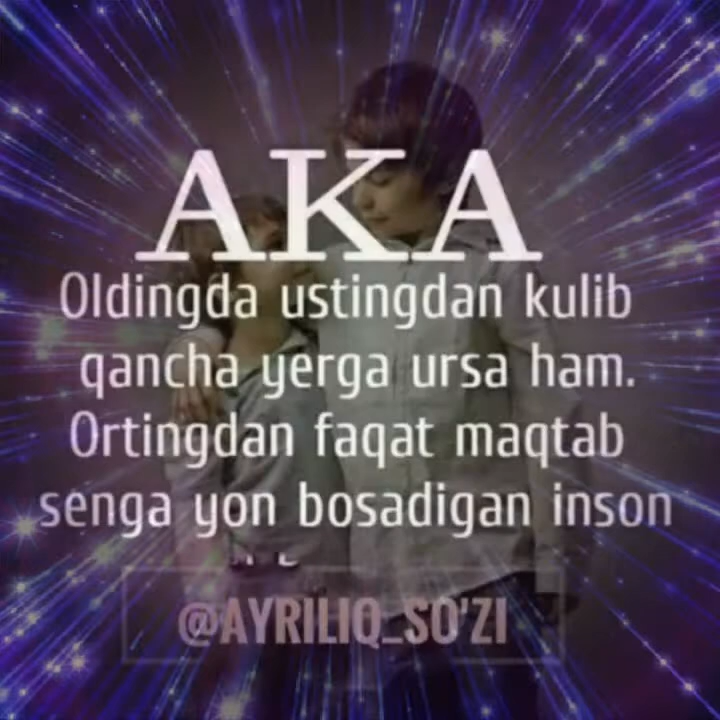 AKA
Oldingda ustingdan kulib
qancha yerga ursa ham.
Ortingdan faqat maqtab
senga yon bosadigan inson
@AYRILIQ_SO'ZI